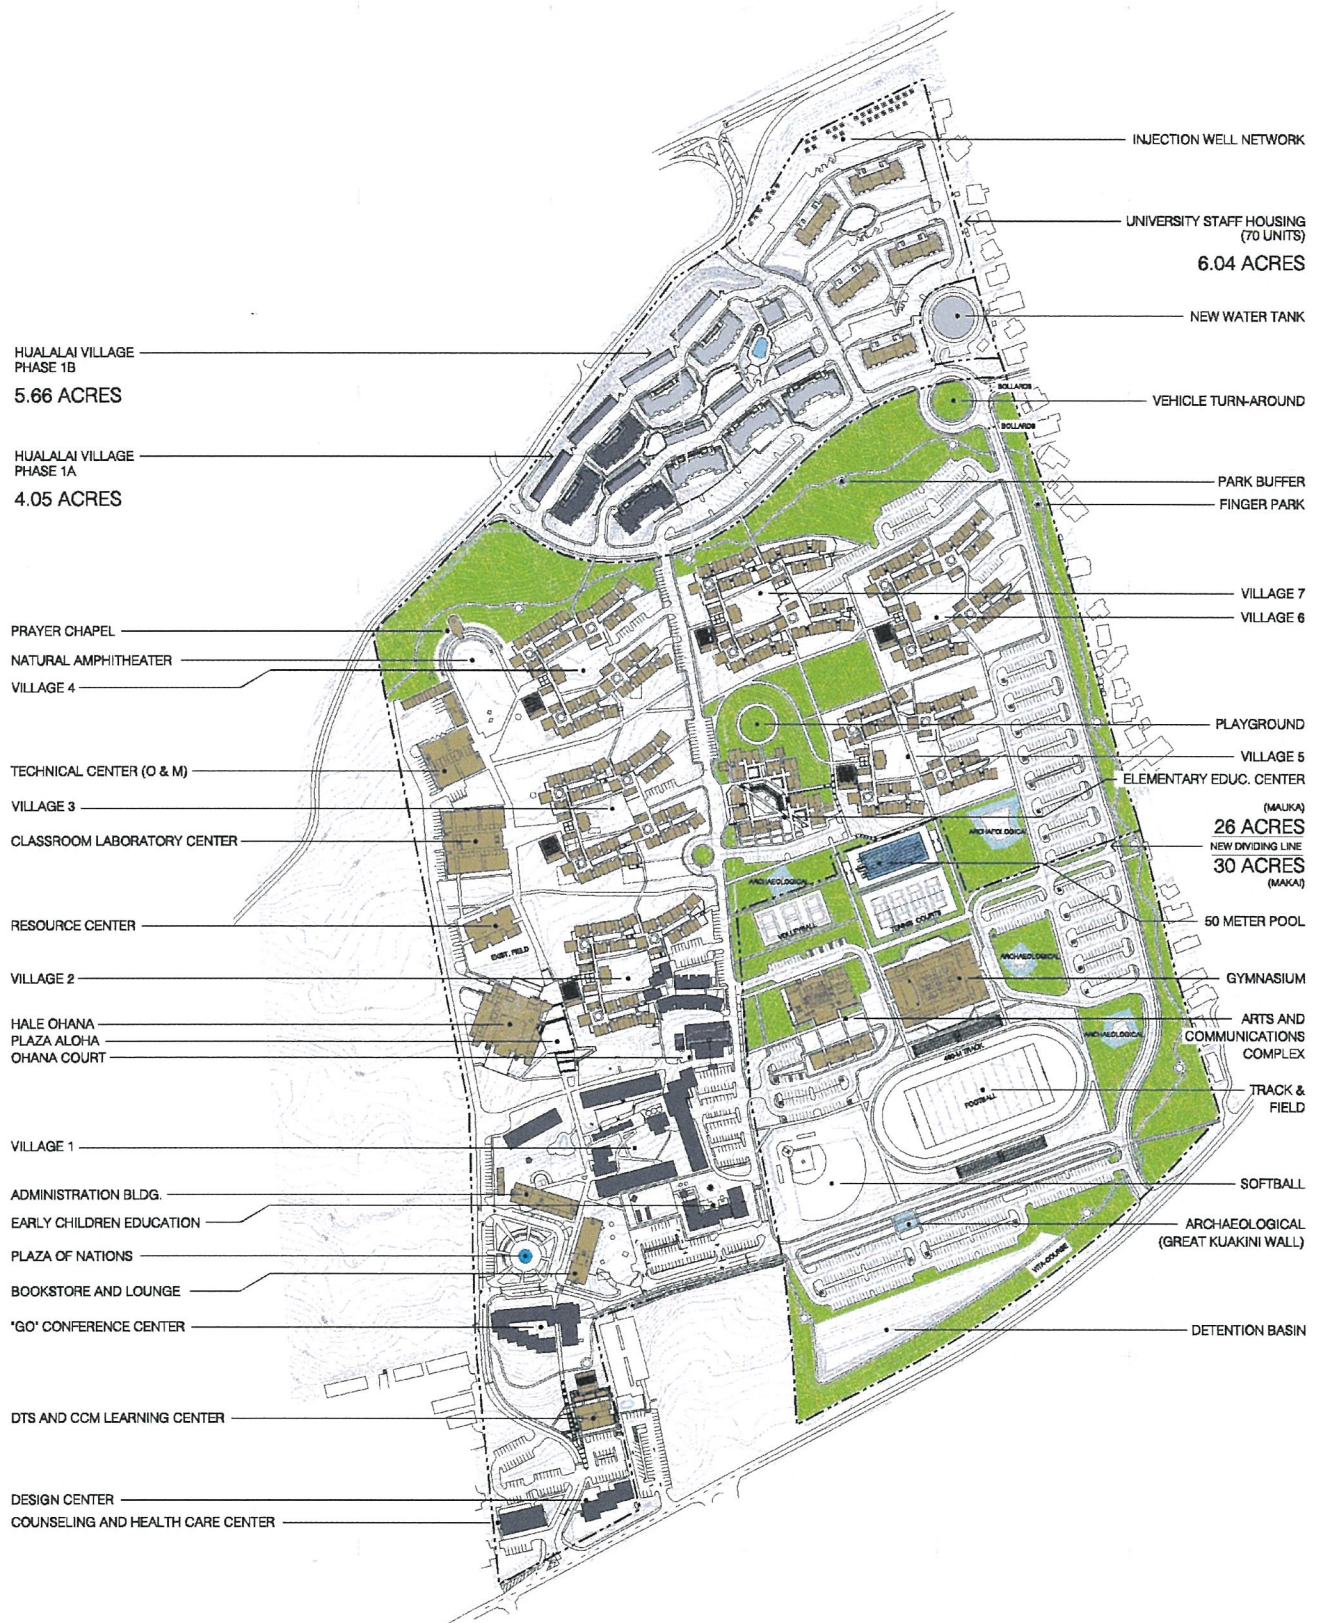 INJECTION WELL NETWORK
UNIVERSITY STAFF HOUSING
(70 UNITS)
6.04 ACRES
NEW WATER TANK
BOLLARDS
VEHICLE TURN-AROUND
BOLLARDS
PARK BUFFER
FINGER PARK
VILLAGE 7
VILLAGE 6
PLAYGROUND
VILLAGE 5
ELEMENTARY EDUC. CENTER
(MAUKA)
26 ACRES
NEW DIVIDING LINE
30 ACRES
(MAKAI)
50 METER POOL
GYMNASIUM
ARTS AND
COMMUNICATIONS
COMPLEX
TRACK &
FIELD
SOFTBALL
ARCHAEOLOGICAL
(GREAT KUAKINI WALL)
DETENTION BASIN
HUALALAI VILLAGE
PHASE 1B
5.66 ACRES
HUALALAI VILLAGE
PHASE 1A
4.05 ACRES
PRAYER CHAPEL
NATURAL AMPHITHEATER
VILLAGE 4
TECHNICAL CENTER (O & M)
VILLAGE 3
CLASSROOM LABORATORY CENTER
RESOURCE CENTER
VILLAGE 2
HALE OHANA
PLAZA ALOHA
OHANA COURT
VILLAGE 1
ADMINISTRATION BLDG.
EARLY CHILDREN EDUCATION
PLAZA OF NATIONS
BOOKSTORE AND LOUNGE
"GO" CONFERENCE CENTER
DTS AND CCM LEARNING CENTER
DESIGN CENTER
COUNSELING AND HEALTH CARE CENTER
ARCHAEOLOGICAL
ARCHAEOLOGICAL
VOLLEYBALL
TENNIS COURTS
EXIST. FIELD
ARCHAEOLOGICAL
ARCHAEOLOGICAL
400-M TRACK
FOOTBALL
VITA-COURSE